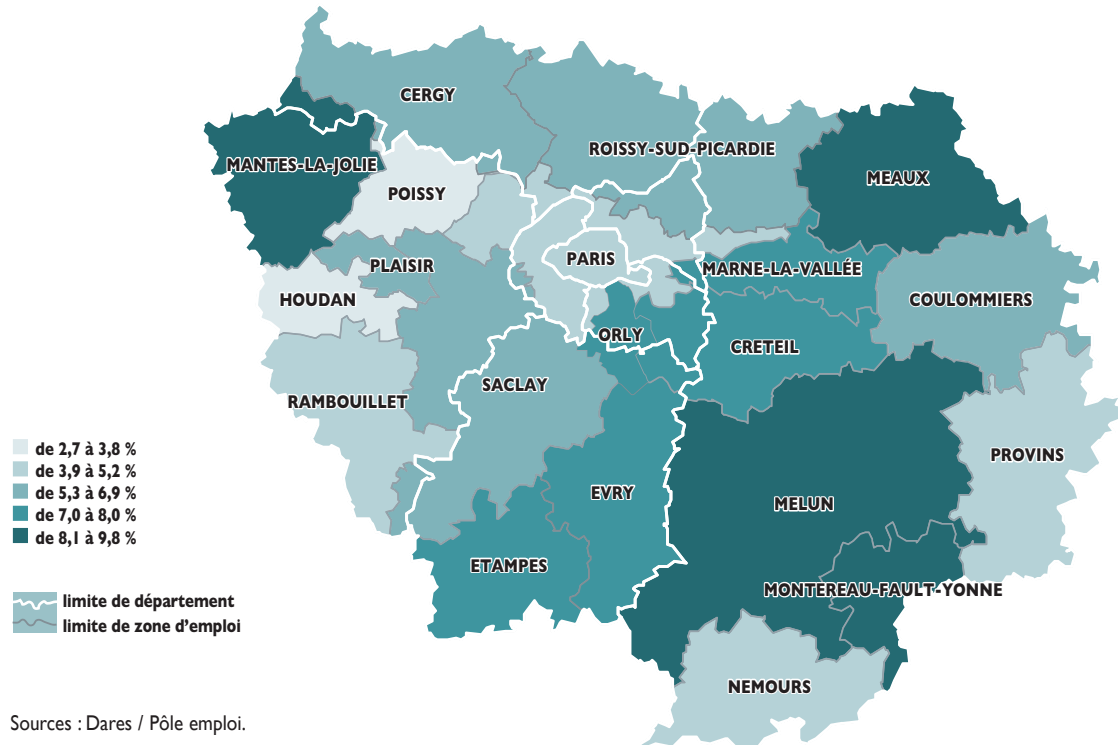 CERGY
ROISSY-SUD-PICARDIE
MANTES-LA-JOLIE
MEAUX
POISSY
PARIS
PLAISIR
MARNE-LA-VALLÉE
HOUDAN
COULOMMIERS
ORLY
CRETEIL
SACLAY
RAMBOUILLET
PROVINS
EVRY
MELUN
ETAMPES
MONTEREAU-FAULT-YONNE
NEMOURS
de 2,7 à 3,8 %
de 3,9 à 5,2 %
de 5,3 à 6,9 %
de 7,0 à 8,0 %
de 8,1 à 9,8 %
limite de département
limite de zone d'emploi
Sources : Dares / Pôle emploi.